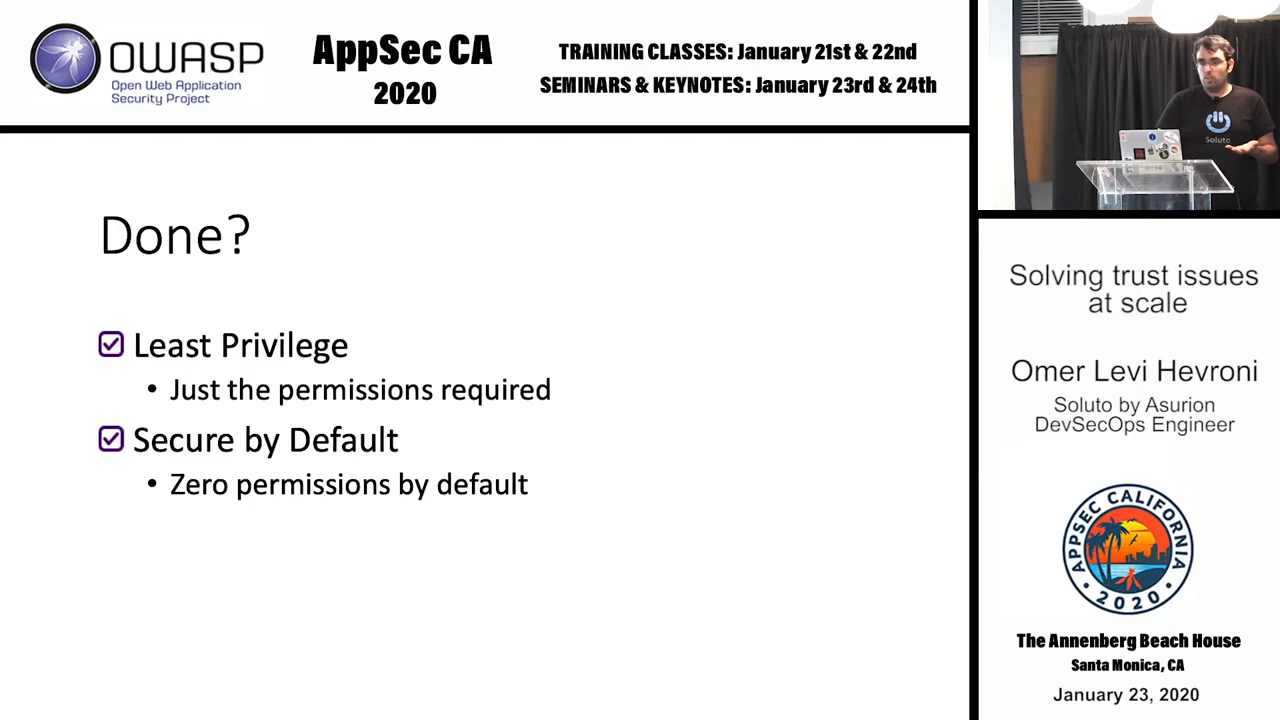 OWASP
Open Web Application
Security Project
AppSec CA
2020
TRAINING CLASSES: January 21st & 22nd
SEMINARS & KEYNOTES: January 23rd & 24th
Soluto
Done?
Least Privilege
• Just the permissions required
Secure by Default
• Zero permissions by default
Solving trust issues
at scale
Omer Levi Hevroni
Soluto by Asurion
DevSecOps Engineer
APPSEC CALIFORNIA
• 2020 •
The Annenberg Beach House
Santa Monica, CA
January 23, 2020